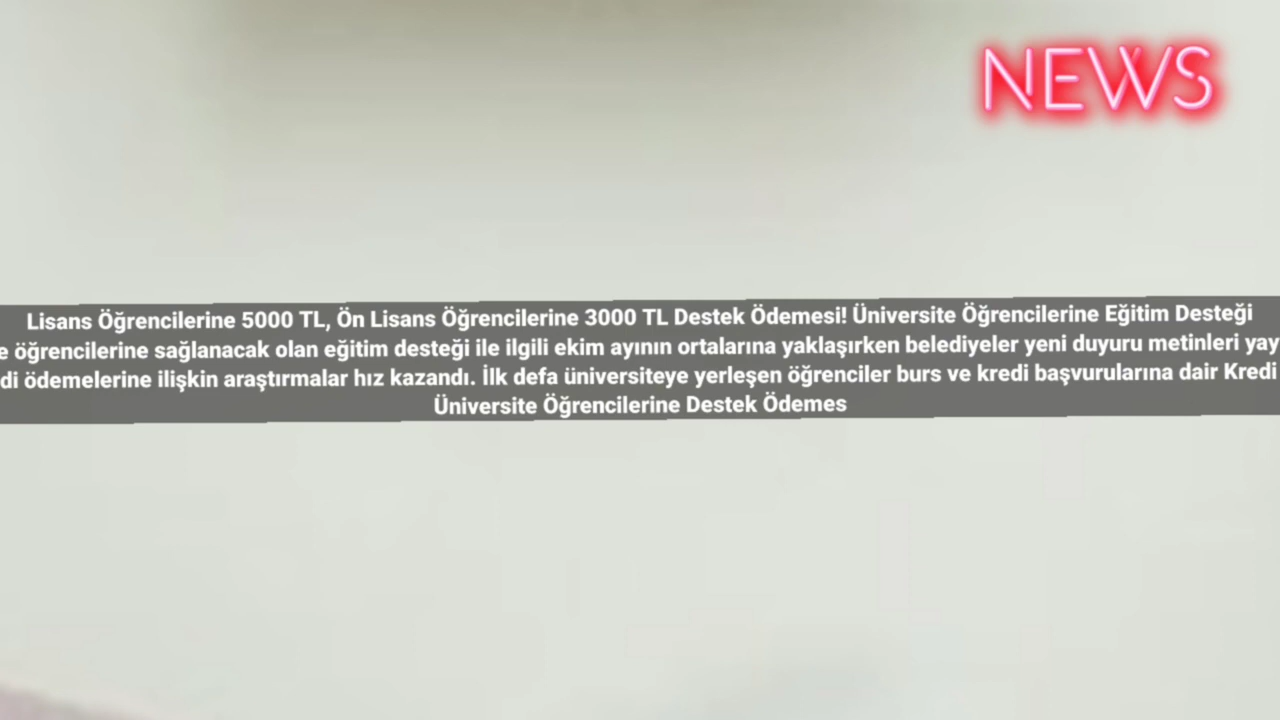 NEWS
Lisans Öğrencilerine 5000 TL, Ön Lisans Öğrencilerine 3000 TL Destek Ödemesi! Üniversite Öğrencilerine Eğitim Desteği
e öğrencilerine sağlanacak olan eğitim desteği ile ilgili ekim ayının ortalarına yaklaşırken belediyeler yeni duyuru metinleri yay
di ödemelerine ilişkin araştırmalar hız kazandı. İlk defa üniversiteye yerleşen öğrenciler burs ve kredi başvurularına dair Kredi
Üniversite Öğrencilerine Destek Ödemes